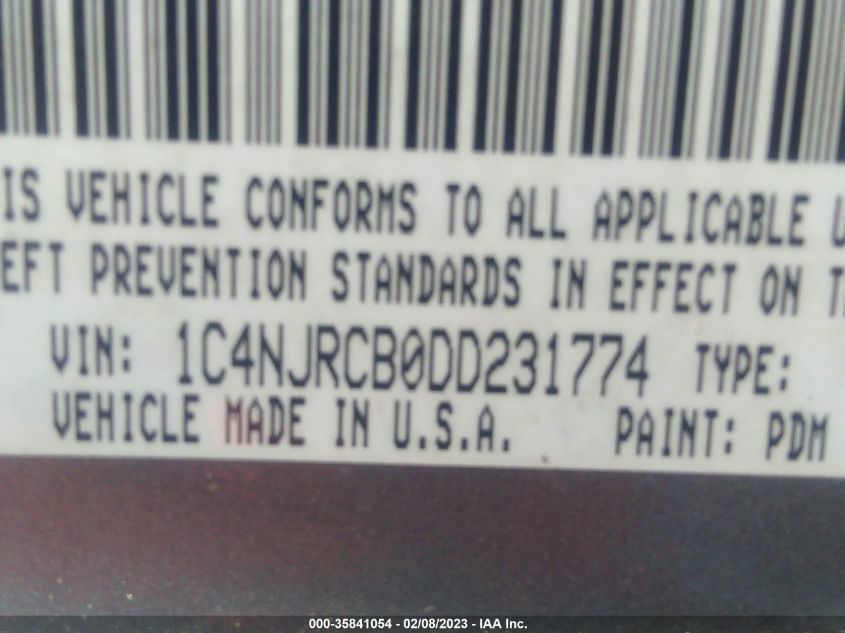 IS VEHICLE CONFORMS TO ALL APPLICABLE U
EFT PREVENTION STANDARDS IN EFFECT ON T
VIN: 1C4NJRCB0DD231774 TYPE:
VEHICLE MADE IN U.S.A. PAINT: PDM
000-35841054 - 02/08/2023 - IAA Inc.